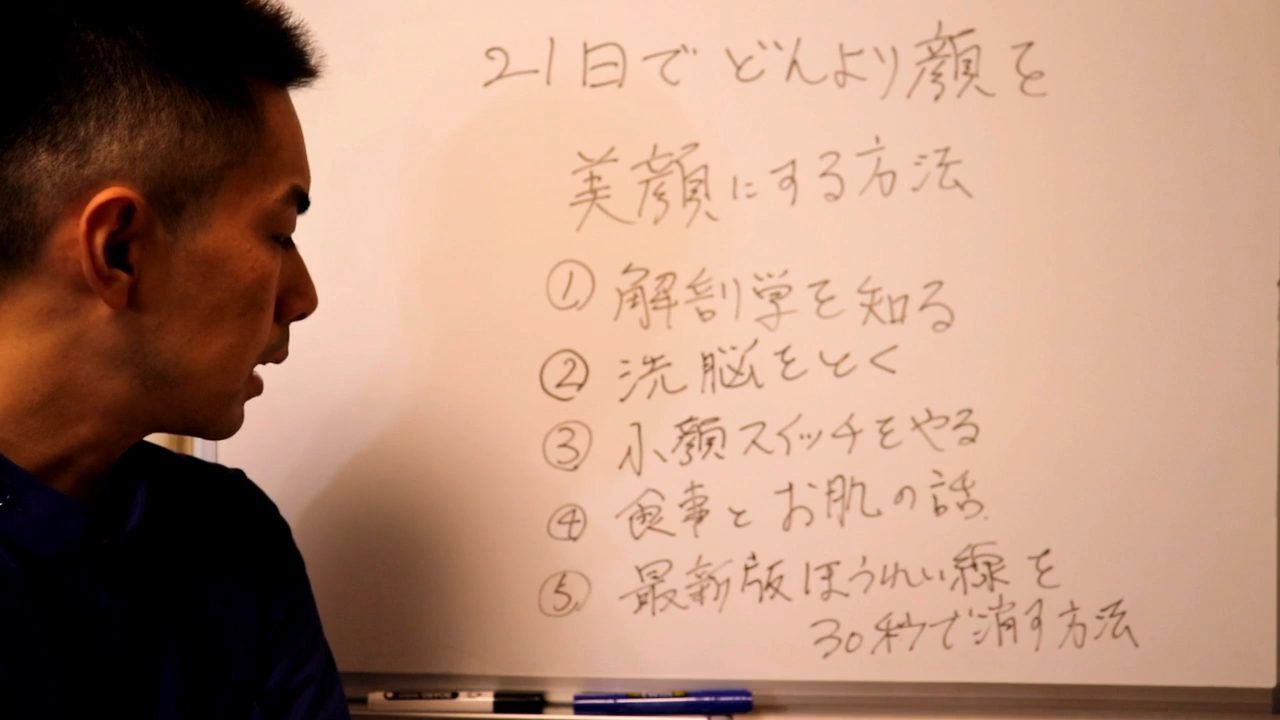 21日でどんより顔を
美顔にする方法
① 解剖学を知る
② 洗脳をとく
③ 小顔スイッチをやる
④ 食事とお肌の話
⑤ 最新版ほうれい線を
30秒で消す方法